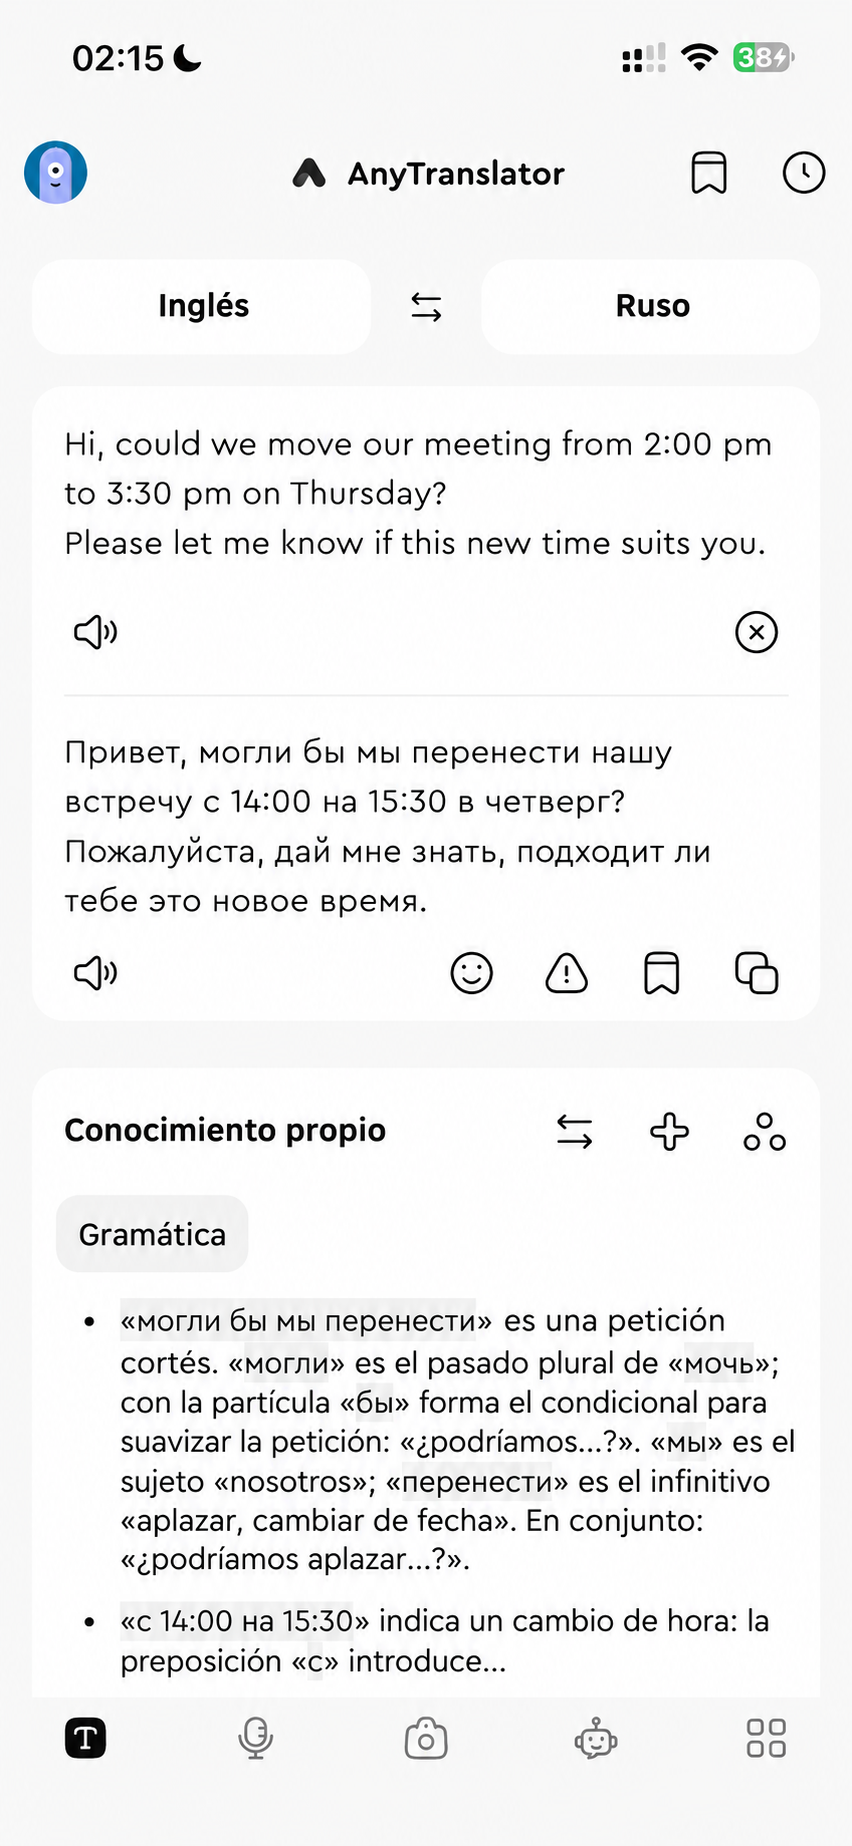 02:15
38
AnyTranslator
Inglés
Ruso
Hi, could we move our meeting from 2:00 pm
to 3:30 pm on Thursday?
Please let me know if this new time suits you.
Привет, могли бы мы перенести нашу
встречу с 14:00 на 15:30 в четверг?
Пожалуйста, дай мне знать, подходит ли
тебе это новое время.
Conocimiento propio
Gramática
• «могли бы мы перенести» es una petición
cortés. «могли» es el pasado plural de «мочь»;
con la partícula «бы» forma el condicional para
suavizar la petición: «¿podríamos...?». «мы» es el
sujeto «nosotros»; «перенести» es el infinitivo
«aplazar, cambiar de fecha». En conjunto:
«¿podríamos aplazar...?».
• «с 14:00 на 15:30» indica un cambio de hora: la
preposición «с» introduce...
T